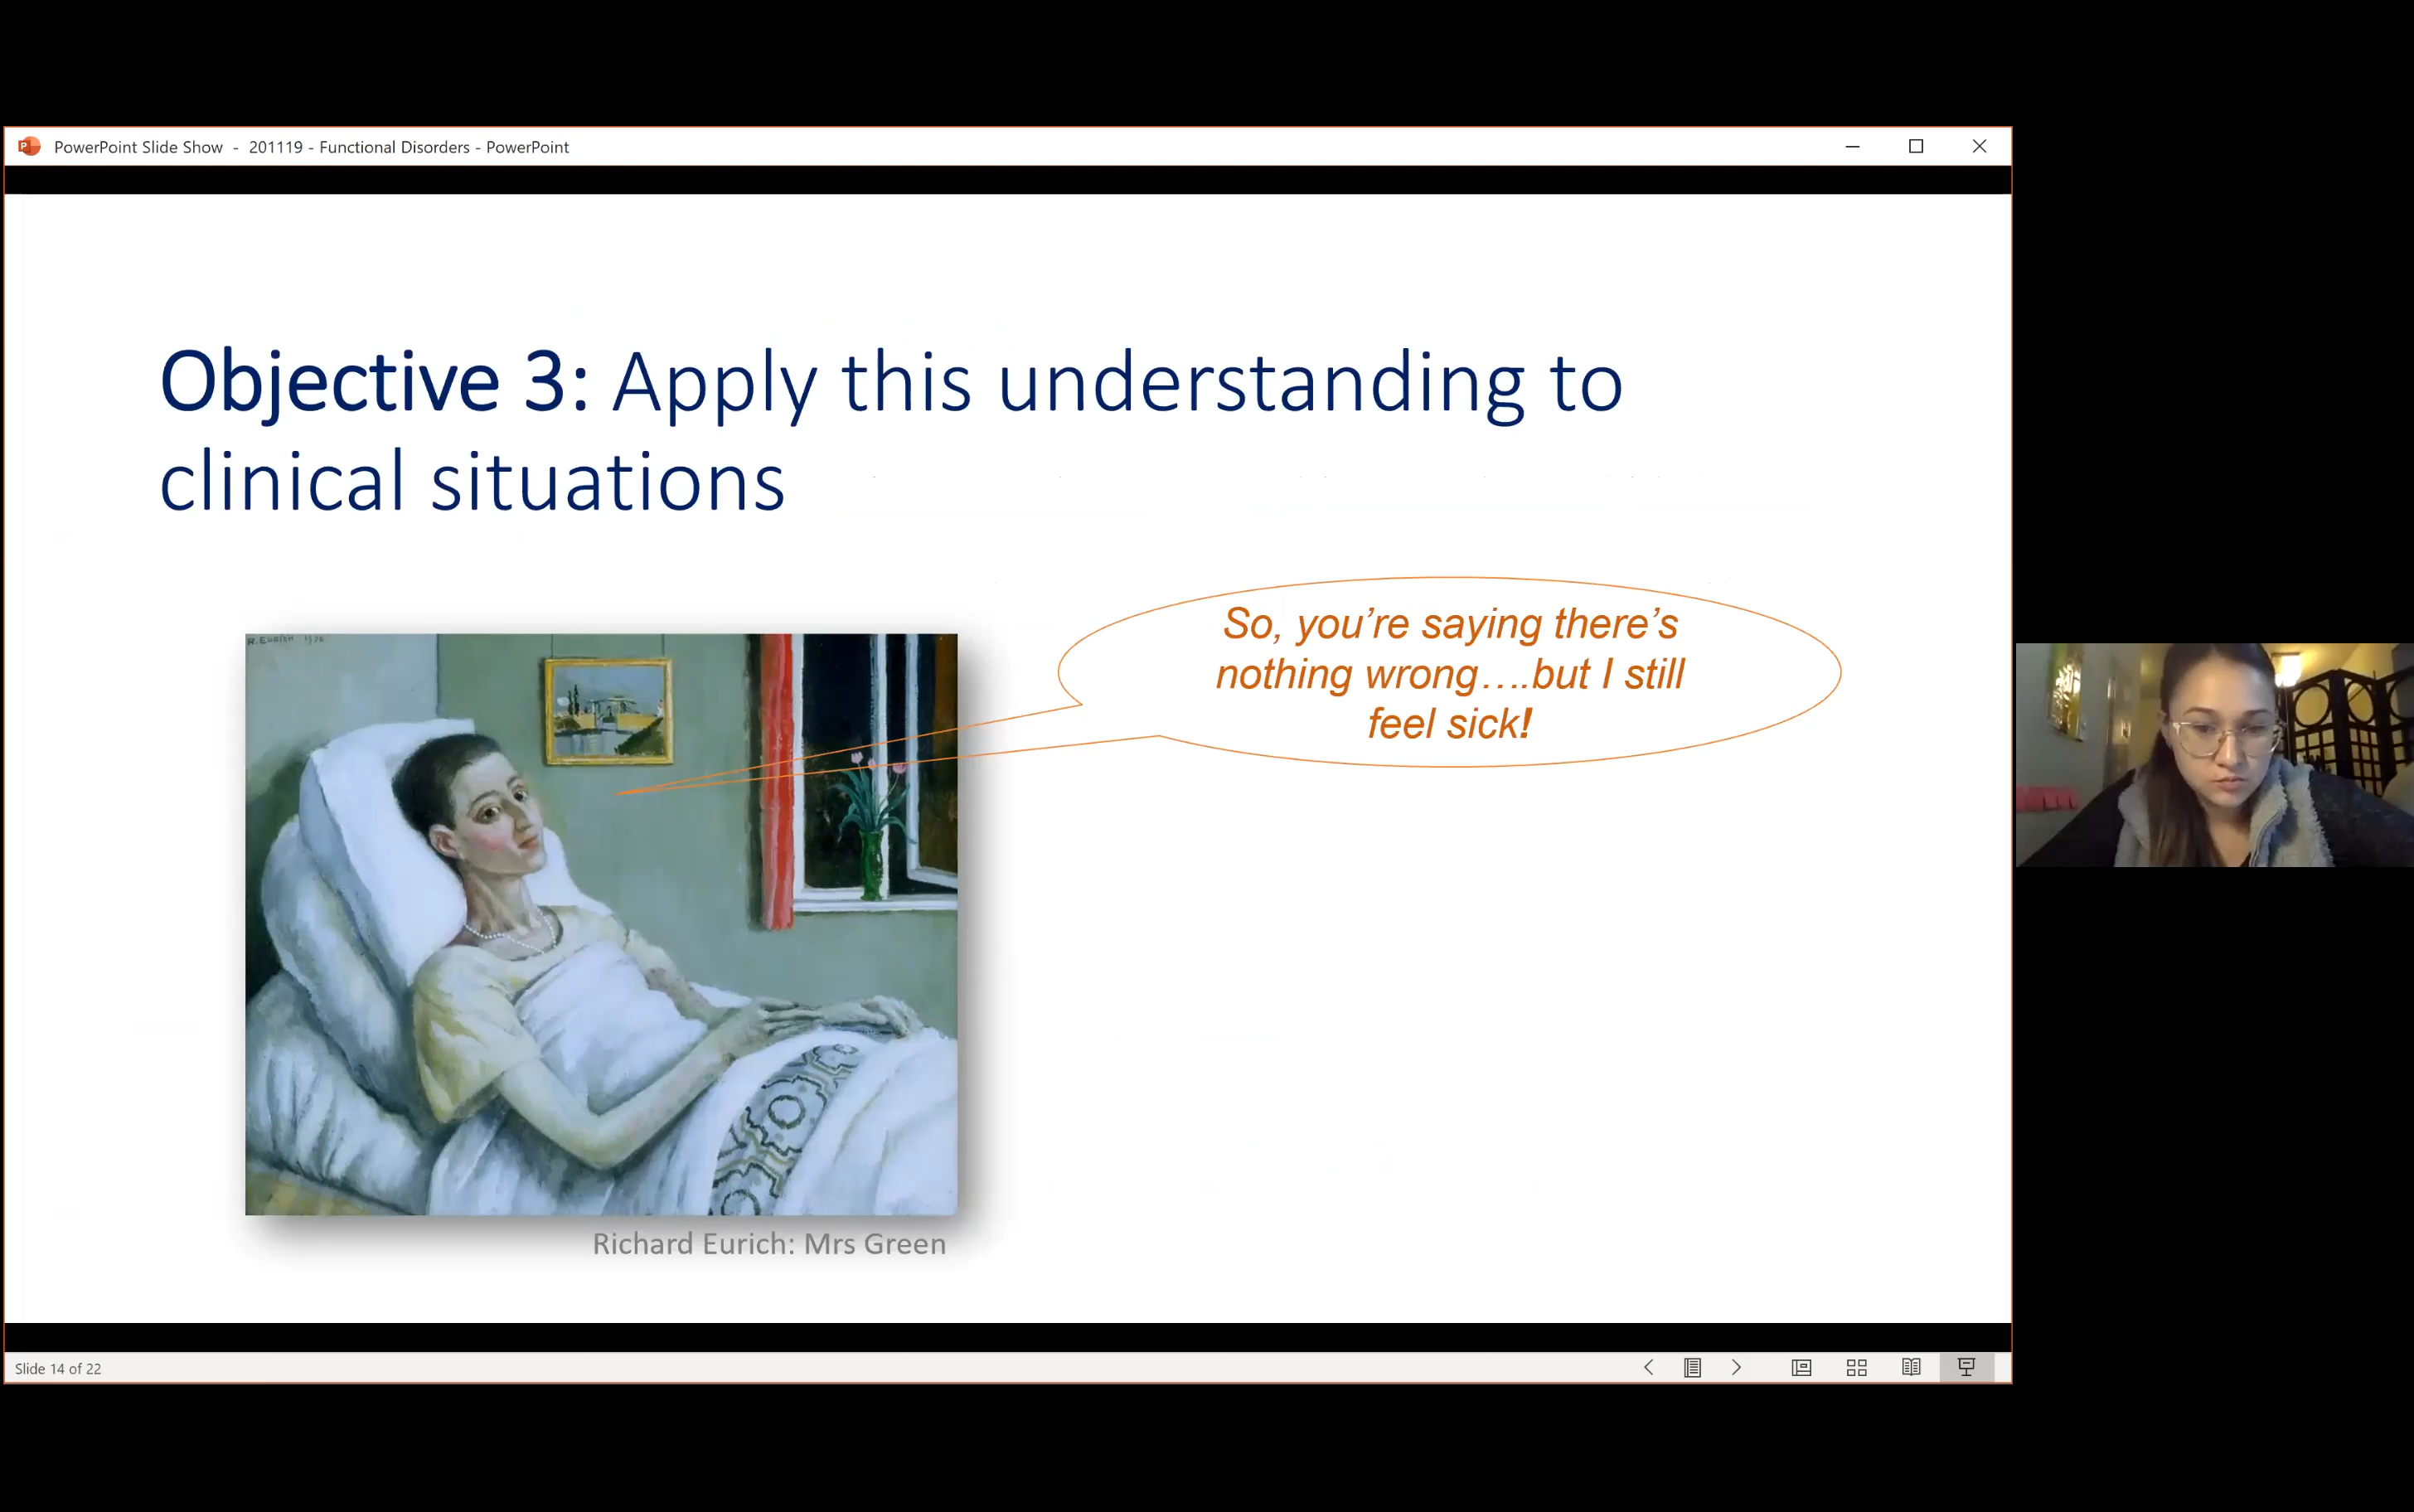 PowerPoint Slide Show - 201119 - Functional Disorders - PowerPoint
Objective 3: Apply this understanding to
clinical situations
So, you’re saying there’s
nothing wrong….but I still
feel sick!
R. EURICH
Richard Eurich: Mrs Green
Slide 14 of 22